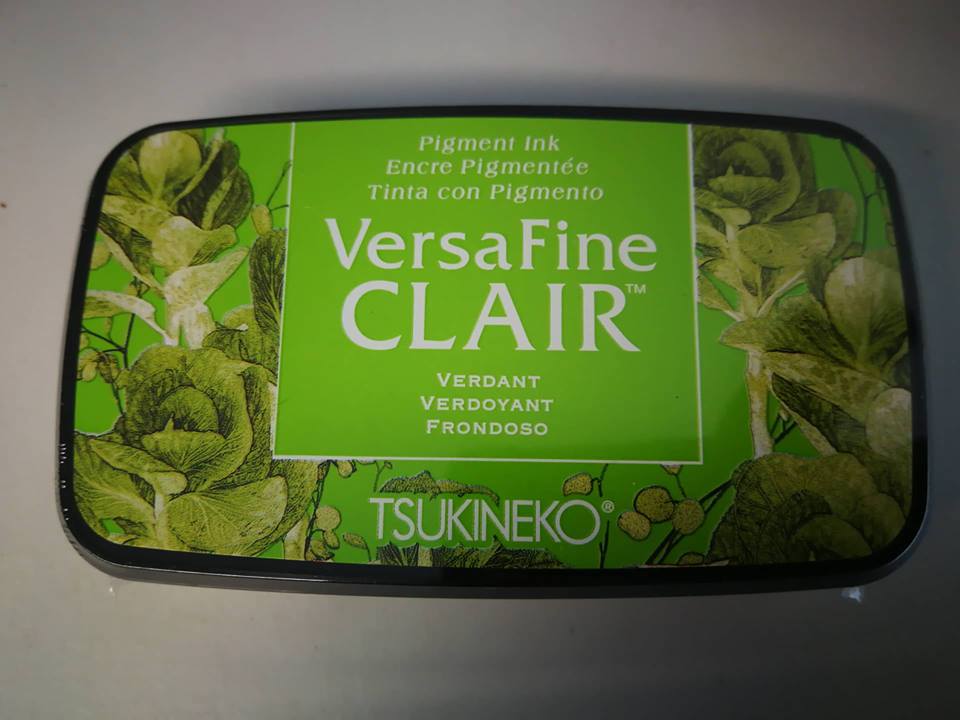 Pigment Ink
Encre Pigmentée
Tinta con Pigmento
VersaFine
CLAIR™
VERDANT
VERDOYANT
FRONDOSO
TSUKINEKO®